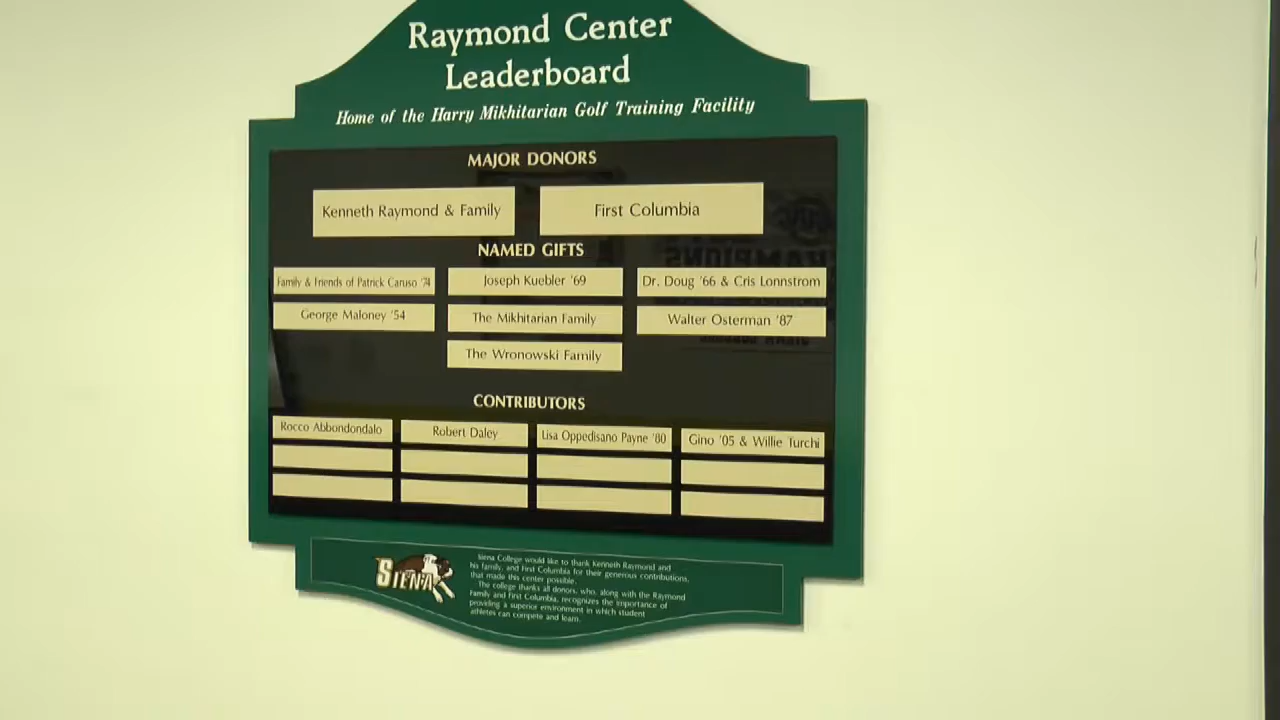 Raymond Center
Leaderboard
Home of the Harry Mikhitarian Golf Training Facility
MAJOR DONORS
Kenneth Raymond & Family
First Columbia
NAMED GIFTS
Family & Friends of Patrick Caruso '74
Joseph Kuebler '69
Dr. Doug '66 & Cris Lonnstrom
George Maloney '54
The Mikhitarian Family
Walter Osterman '87
The Wronowski Family
CONTRIBUTORS
Rocco Abbondondalo
Robert Daley
Lisa Oppedisano Payne '80
Gino '05 & Willie Turchi
SIENA
Siena College would like to thank Kenneth Raymond and
his family, and First Columbia for their generous contributions,
that made this center possible.
The college thanks all donors, who, along with the Raymond
Family and First Columbia, recognizes the importance of
providing a superior environment in which student
athletes can compete and learn.